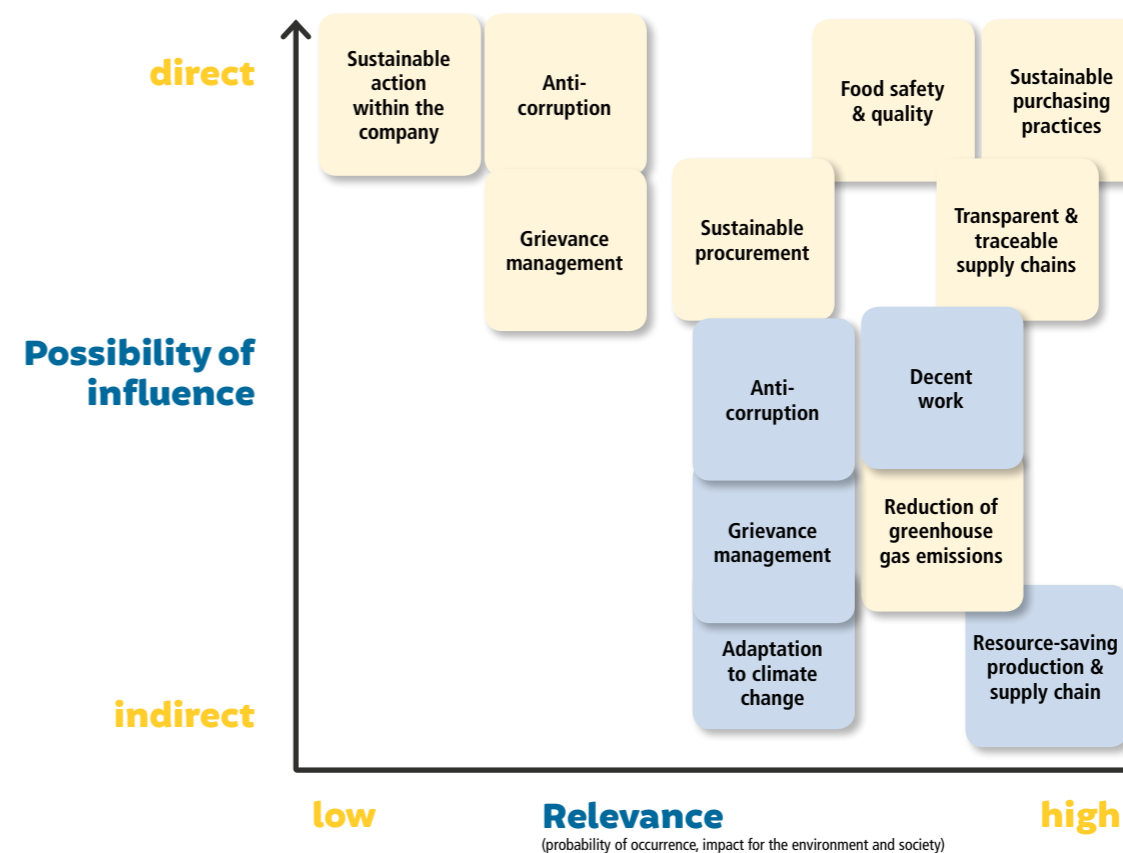 direct
Sustainable
action
within the
company
Anti-
corruption
Food safety
& quality
Sustainable
purchasing
practices
Grievance
management
Sustainable
procurement
Transparent &
traceable
supply chains
Possibility of
influence
Anti-
corruption
Decent
work
Grievance
management
Reduction of
greenhouse
gas emissions
Adaptation
to climate
change
Resource-saving
production &
supply chain
indirect
low
Relevance
(probability of occurrence, impact for the environment and society)
high